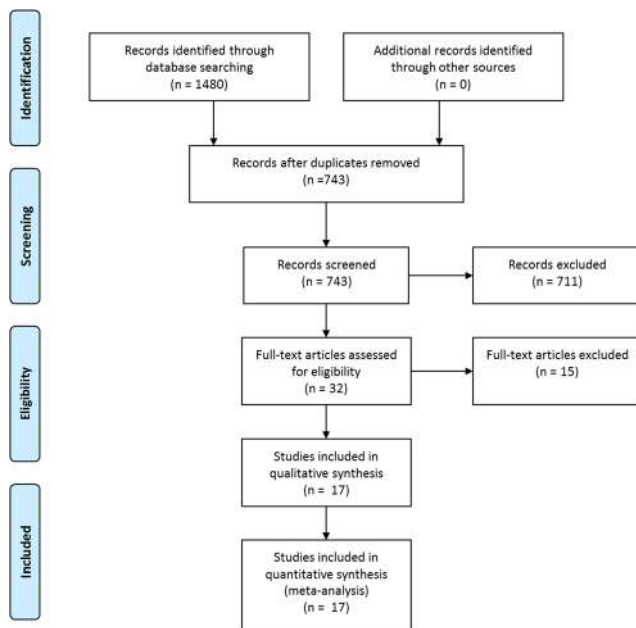 Identification
Records identified through
database searching
(n = 1480)
Additional records identified
through other sources
(n = 0)
Records after duplicates removed
(n =743)
Screening
Records screened
(n = 743)
Records excluded
(n = 711)
Eligibility
Full-text articles assessed
for eligibility
(n = 32)
Full-text articles excluded
(n = 15)
Studies included in
qualitative synthesis
(n = 17)
Included
Studies included in
quantitative synthesis
(meta-analysis)
(n = 17)